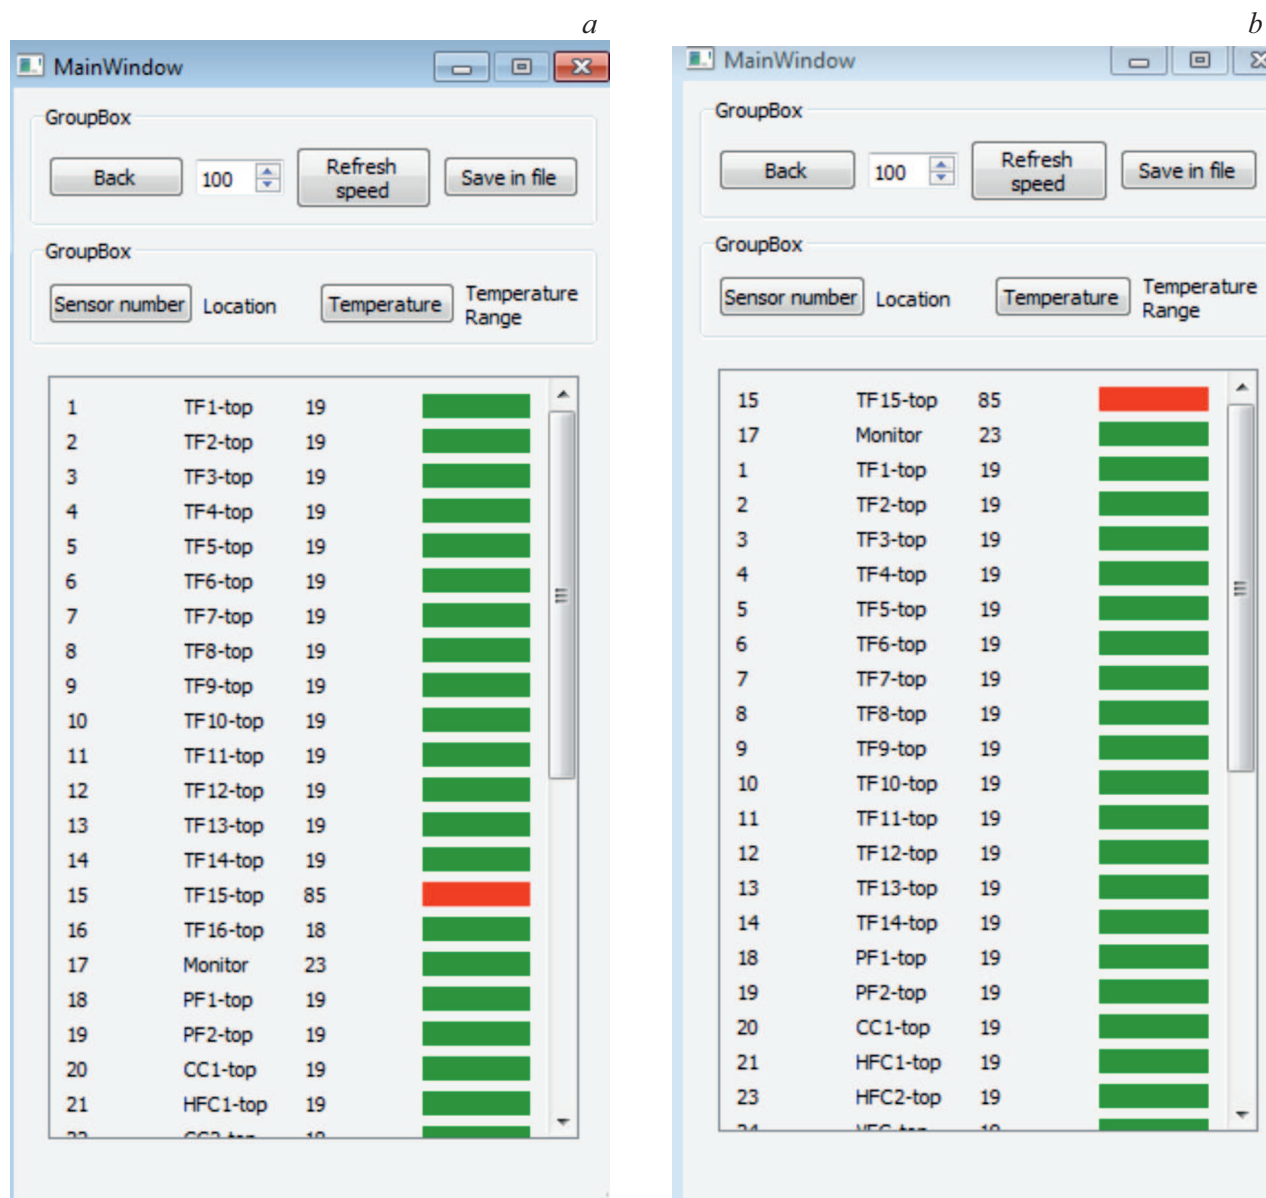 a
MainWindow
GroupBox
Back 100 Refresh speed Save in file
GroupBox
Sensor number Location Temperature Temperature Range
1 TF1-top 19
2 TF2-top 19
3 TF3-top 19
4 TF4-top 19
5 TF5-top 19
6 TF6-top 19
7 TF7-top 19
8 TF8-top 19
9 TF9-top 19
10 TF10-top 19
11 TF11-top 19
12 TF12-top 19
13 TF13-top 19
14 TF14-top 19
15 TF15-top 85
16 TF16-top 18
17 Monitor 23
18 PF1-top 19
19 PF2-top 19
20 CC1-top 19
21 HFC1-top 19
b
MainWindow
GroupBox
Back 100 Refresh speed Save in file
GroupBox
Sensor number Location Temperature Temperature Range
15 TF15-top 85
17 Monitor 23
1 TF1-top 19
2 TF2-top 19
3 TF3-top 19
4 TF4-top 19
5 TF5-top 19
6 TF6-top 19
7 TF7-top 19
8 TF8-top 19
9 TF9-top 19
10 TF10-top 19
11 TF11-top 19
12 TF12-top 19
13 TF13-top 19
14 TF14-top 19
18 PF1-top 19
19 PF2-top 19
20 CC1-top 19
21 HFC1-top 19
23 HFC2-top 19